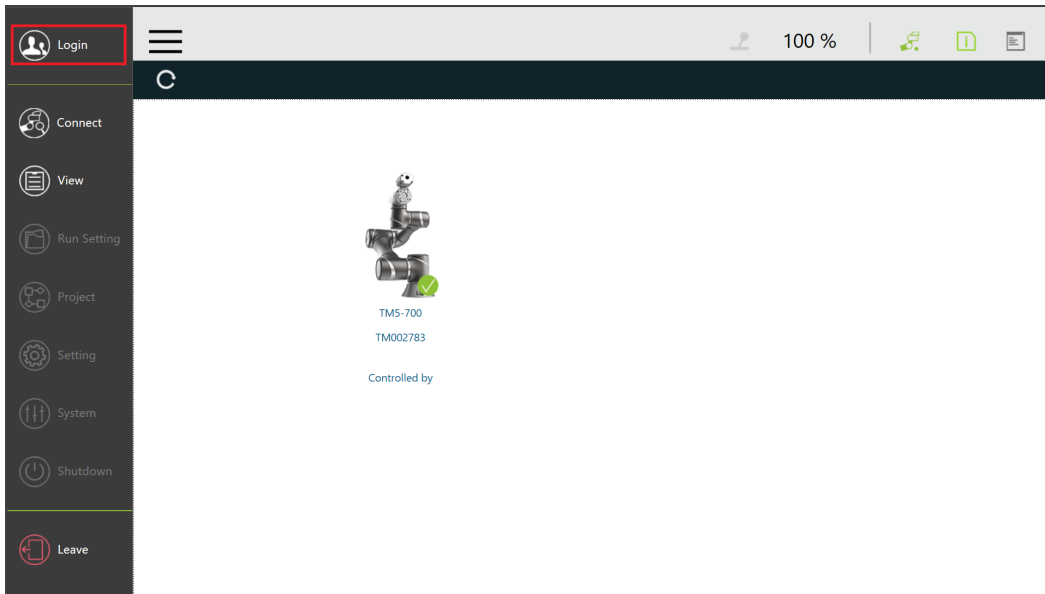 Login
100 %
Connect
View
Run Setting
Project
Setting
System
Shutdown
Leave
TM5-700
TM002783
Controlled by